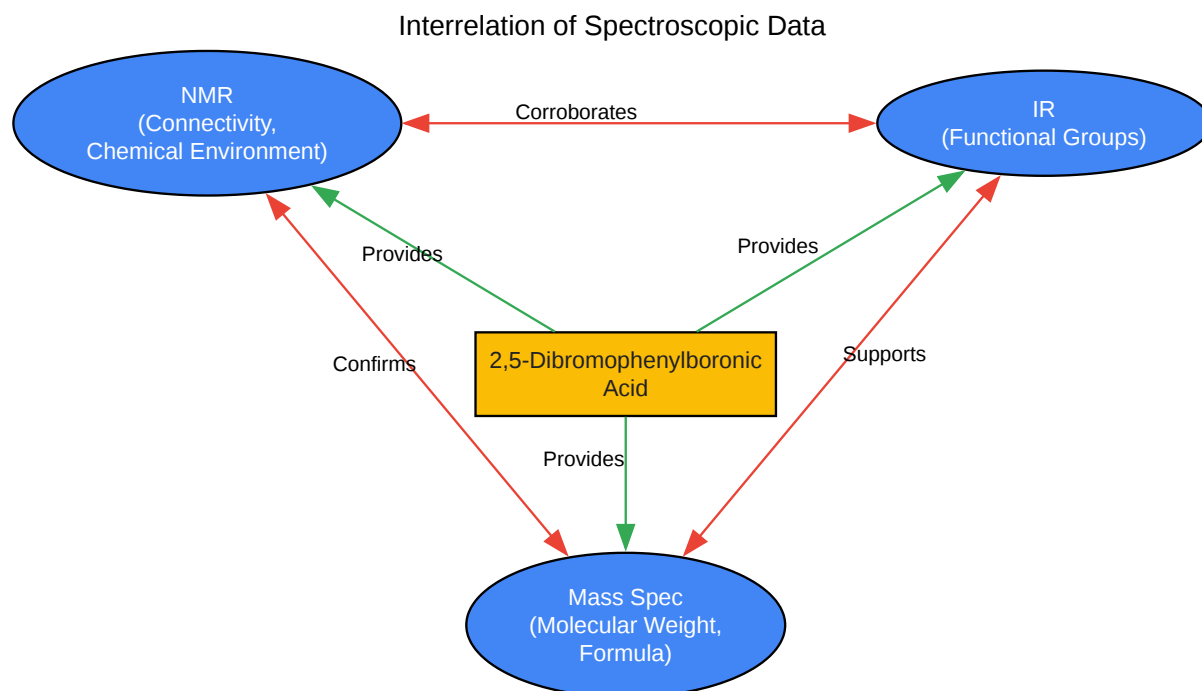 Interrelation of Spectroscopic Data
NMR
(Connectivity,
Chemical Environment)
Corroborates
IR
(Functional Groups)
Provides
Provides
Confirms
2,5-Dibromophenylboronic
Acid
Supports
Provides
Mass Spec
(Molecular Weight,
Formula)